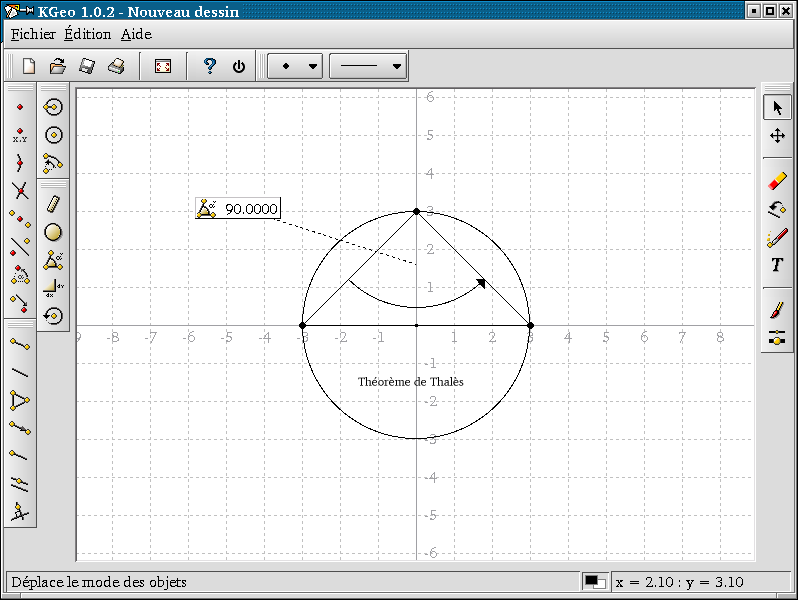 KGeo 1.0.2 - Nouveau dessin
Fichier Édition Aide
6
5
X,Y
4
α 90.0000
3
2
α
1
T
α
dy
dx
-9 -8 -7 -6 -5 -4 -3 -2 -1 1 2 3 4 5 6 7 8
-1
Théorème de Thalès
-2
-3
-4
-5
-6
Déplace le mode des objets
x = 2.10 : y = 3.10